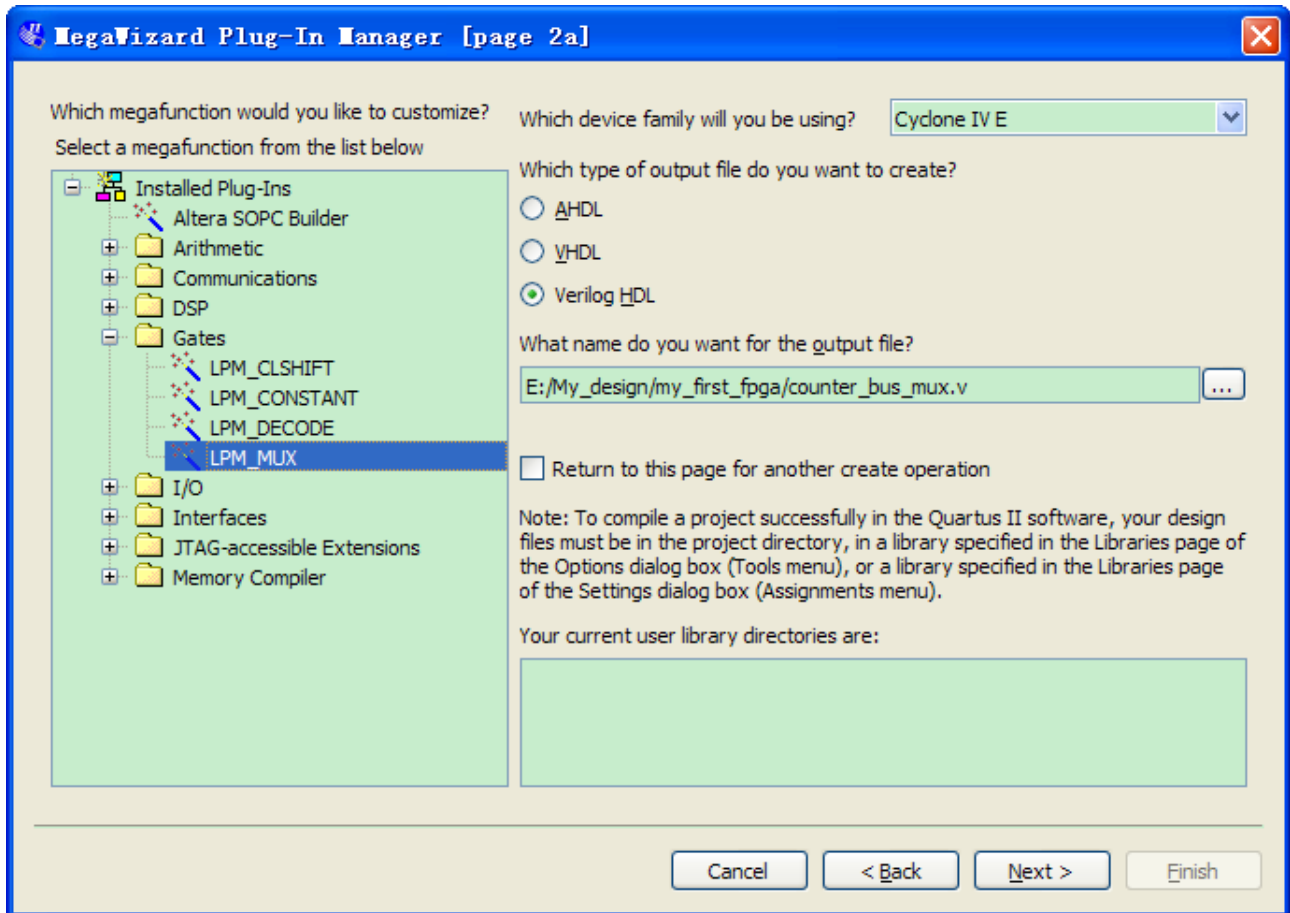 MegaWizard Plug-In Manager [page 2a]
Which megafunction would you like to customize?
Select a megafunction from the list below
Installed Plug-Ins
Altera SOPC Builder
Arithmetic
Communications
DSP
Gates
LPM_CLSHIFT
LPM_CONSTANT
LPM_DECODE
LPM_MUX
I/O
Interfaces
JTAG-accessible Extensions
Memory Compiler
Which device family will you be using?
Cyclone IV E
Which type of output file do you want to create?
AHDL
VHDL
Verilog HDL
What name do you want for the output file?
E:/My_design/my_first_fpga/counter_bus_mux.v
...
Return to this page for another create operation
Note: To compile a project successfully in the Quartus II software, your design
files must be in the project directory, in a library specified in the Libraries page of
the Options dialog box (Tools menu), or a library specified in the Libraries page
of the Settings dialog box (Assignments menu).
Your current user library directories are:
Cancel
< Back
Next >
Finish